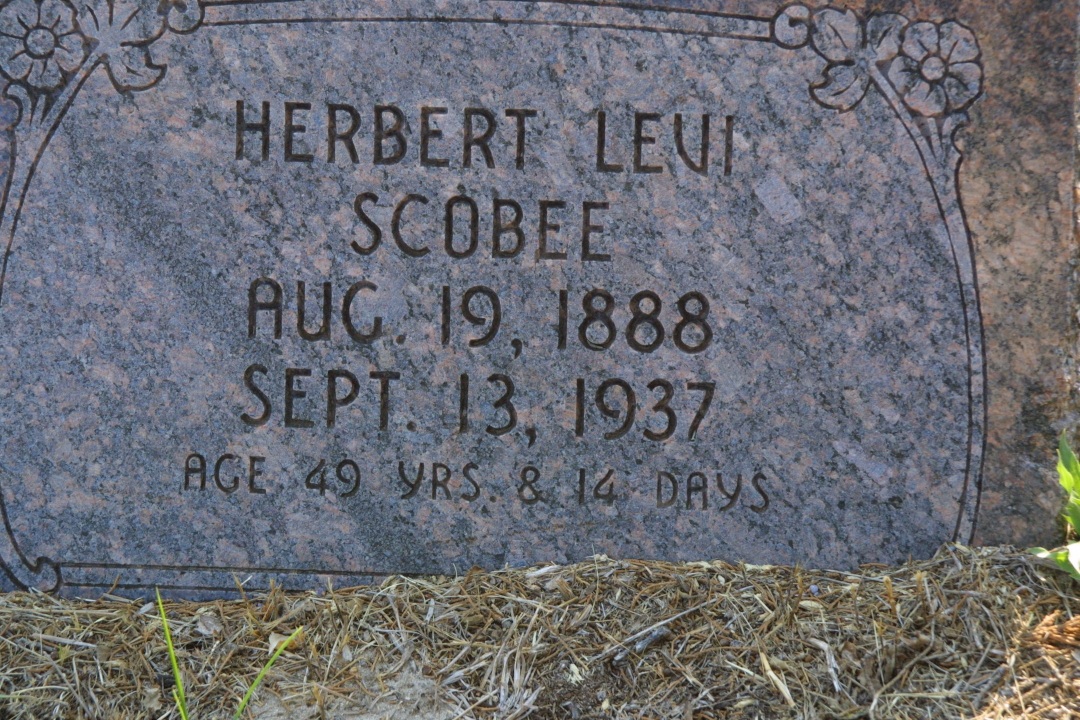 HERBERT LEVI
SCOBEE
AUG. 19, 1888
SEPT. 13, 1937
AGE 49 YRS. & 14 DAYS